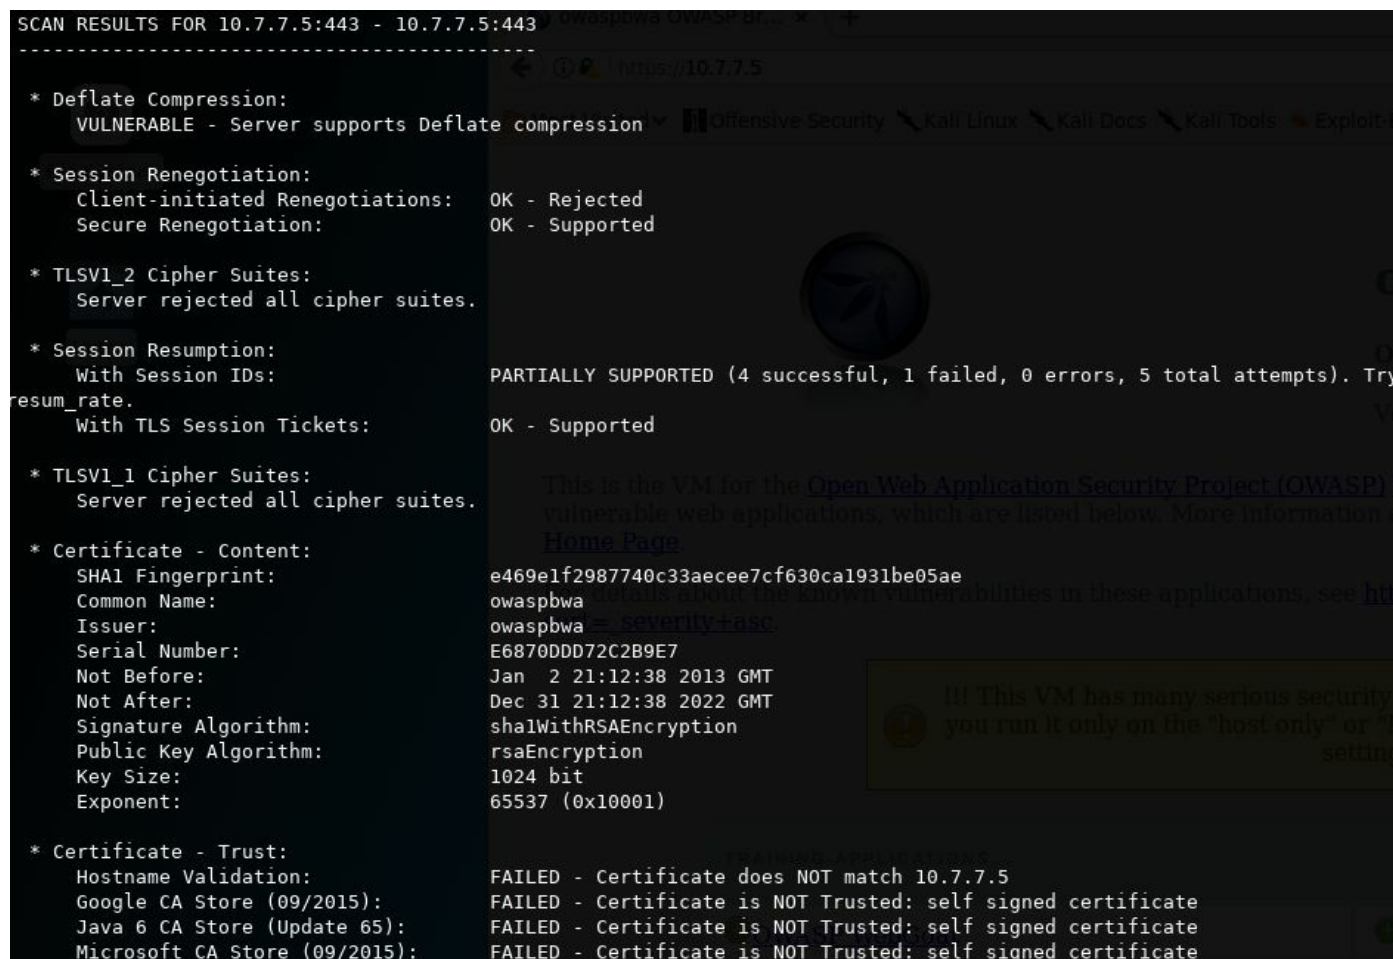 SCAN RESULTS FOR 10.7.7.5:443 - 10.7.7.5:443
--------------------------------------------
* Deflate Compression:
VULNERABLE - Server supports Deflate compression
* Session Renegotiation:
Client-initiated Renegotiations: OK - Rejected
Secure Renegotiation: OK - Supported
* TLSV1_2 Cipher Suites:
Server rejected all cipher suites.
* Session Resumption:
With Session IDs: PARTIALLY SUPPORTED (4 successful, 1 failed, 0 errors, 5 total attempts). Try
resum_rate.
With TLS Session Tickets: OK - Supported
* TLSV1_1 Cipher Suites:
Server rejected all cipher suites.
* Certificate - Content:
SHA1 Fingerprint: e469e1f2987740c33aecee7cf630ca1931be05ae
Common Name: owaspbwa
Issuer: owaspbwa
Serial Number: E6870DDD72C2B9E7
Not Before: Jan  2 21:12:38 2013 GMT
Not After: Dec 31 21:12:38 2022 GMT
Signature Algorithm: sha1WithRSAEncryption
Public Key Algorithm: rsaEncryption
Key Size: 1024 bit
Exponent: 65537 (0x10001)
* Certificate - Trust:
Hostname Validation: FAILED - Certificate does NOT match 10.7.7.5
Google CA Store (09/2015): FAILED - Certificate is NOT Trusted: self signed certificate
Java 6 CA Store (Update 65): FAILED - Certificate is NOT Trusted: self signed certificate
Microsoft CA Store (09/2015): FAILED - Certificate is NOT Trusted: self signed certificate
owaspbwa OWASP Br...
https://10.7.7.5
Offensive Security Kali Linux Kali Docs Kali Tools
This is the VM for the Open Web Application Security Project (OWASP)
vulnerable web applications, which are listed below. More information
Home Page.
details about the known vulnerabilities in these applications, see
severity+asc.
!!! This VM has many serious security
you run it only on the "host only" or
TRAINING APPLICATIONS